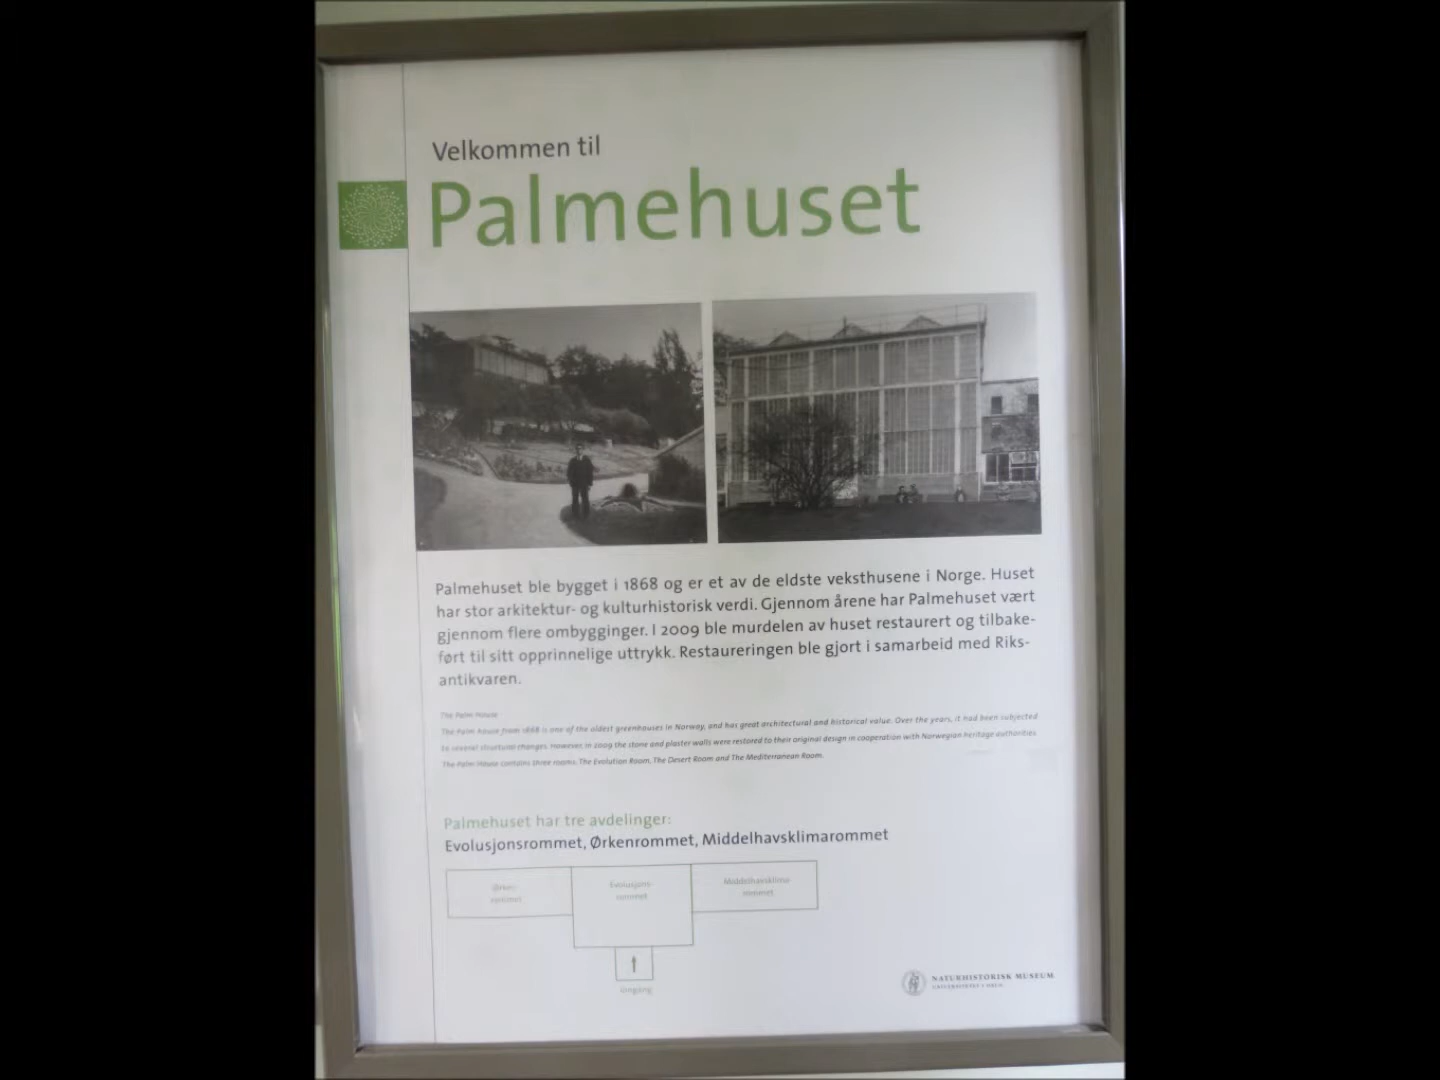 Velkommen til
Palmehuset
Palmehuset ble bygget i 1868 og er et av de eldste veksthusene i Norge. Huset
har stor arkitektur- og kulturhistorisk verdi. Gjennom årene har Palmehuset vært
gjennom flere ombygginger. I 2009 ble murdelen av huset restaurert og tilbake-
ført til sitt opprinnelige uttrykk. Restaureringen ble gjort i samarbeid med Riks-
antikvaren.
The Palm House
The Palm house from 1868 is one of the oldest greenhouses in Norway, and has great architectural and historical value. Over the years, it had been subjected
to several structural changes. However, in 2009 the stone and plaster walls were restored to their original design in cooperation with Norwegian heritage authorities.
The Palm House contains three rooms: The Evolution Room, The Desert Room and The Mediterranean Room.
Palmehuset har tre avdelinger:
Evolusjonsrommet, Ørkenrommet, Middelhavsklimarommet
Ørken-
rommet
Evolusjons-
rommet
Middelhavsklima-
rommet
Inngang
NATURHISTORISK MUSEUM
UNIVERSITETET I OSLO